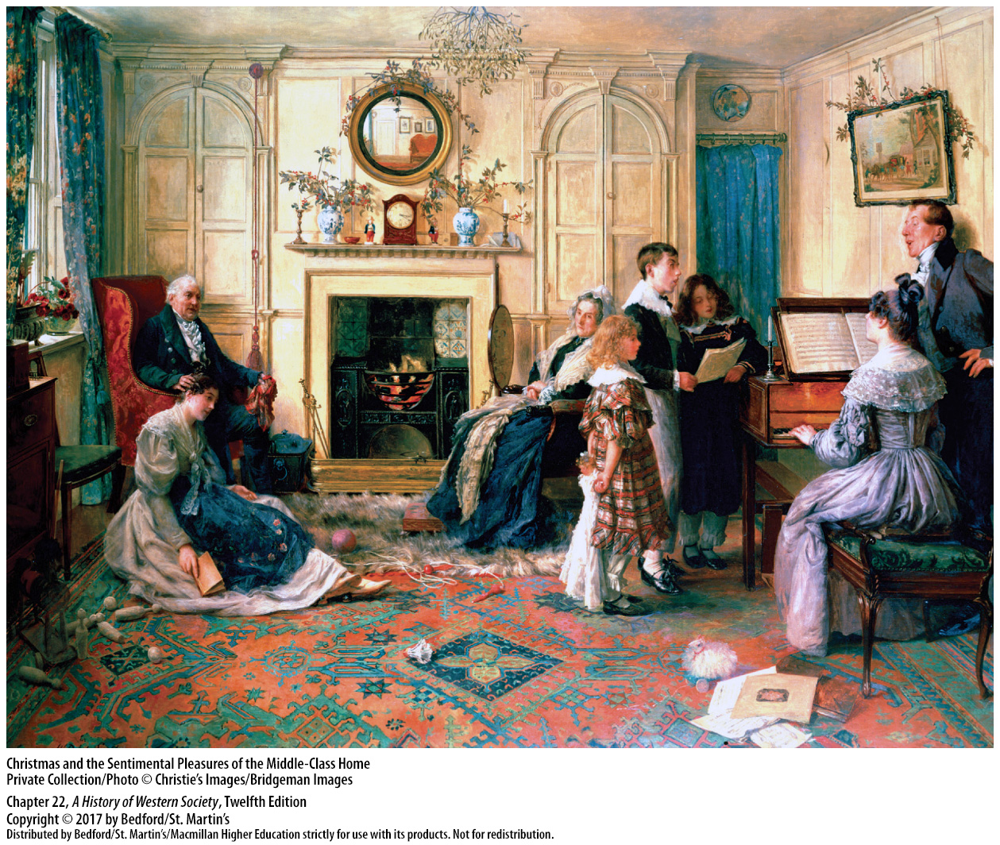 Christmas and the Sentimental Pleasures of the Middle-Class Home
Private Collection/Photo © Christie's Images/Bridgeman Images
Chapter 22, A History of Western Society, Twelfth Edition
Copyright © 2017 by Bedford/St. Martin's
Distributed by Bedford/St. Martin's/Macmillan Higher Education strictly for use with its products. Not for redistribution.